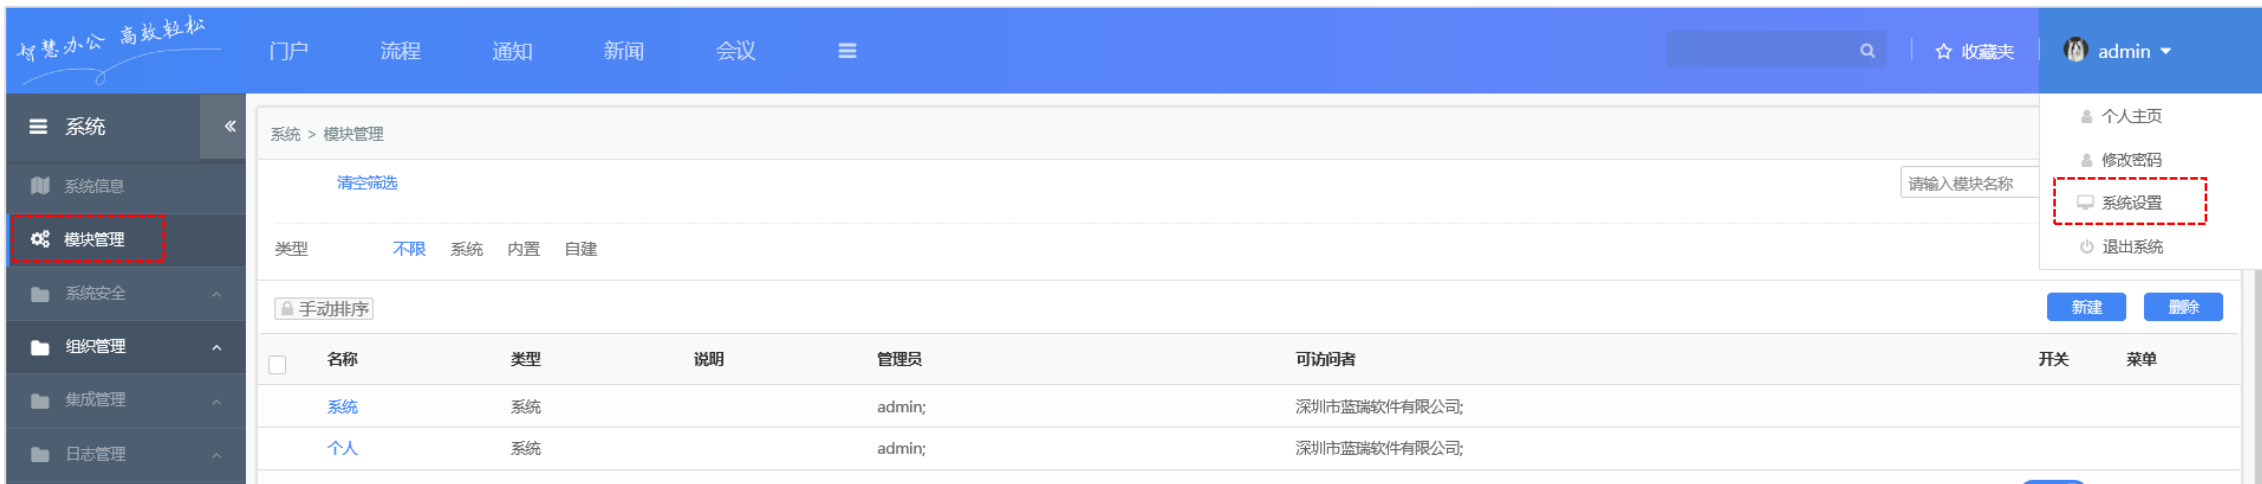 智慧办公 高效轻松
门户 流程 通知 新闻 会议 收藏夹 admin
系统
系统 > 模块管理
个人主页
修改密码
系统设置
退出系统
系统信息
模块管理
系统安全
组织管理
集成管理
日志管理
清空筛选 请输入模块名称
类型 不限 系统 内置 自建
手动排序 新建 删除
名称 类型 说明 管理员 可访问者 开关 菜单
系统 系统 admin; 深圳市蓝瑞软件有限公司;
个人 系统 admin; 深圳市蓝瑞软件有限公司;